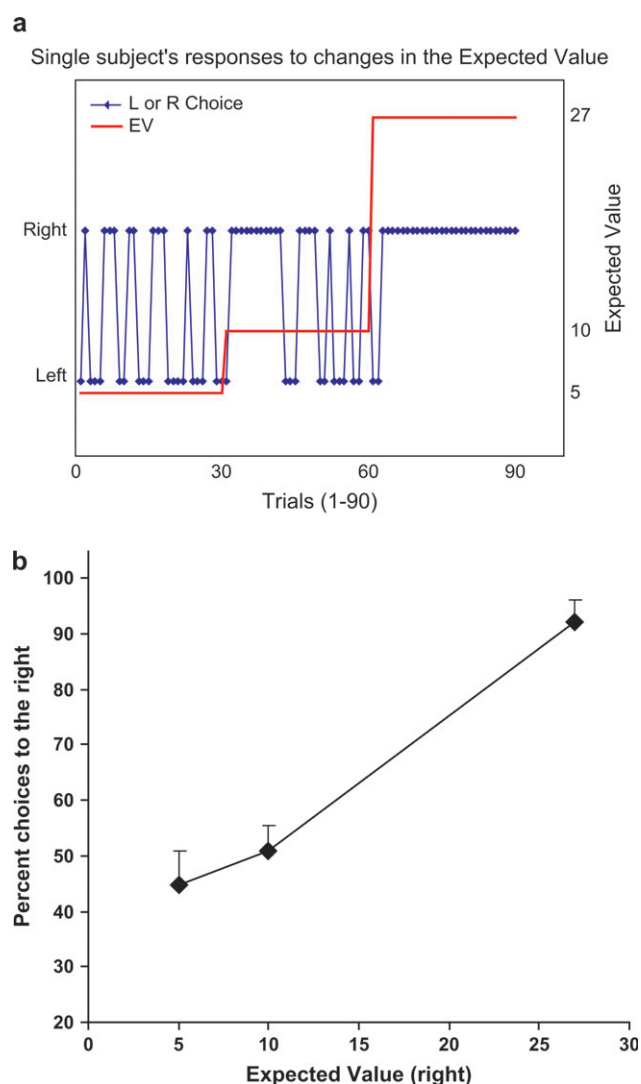 a
Single subject's responses to changes in the Expected Value
L or R Choice
EV
27
Right
10
Left
5
Expected Value
0 30 60 90
Trials (1-90)
b
100
90
80
70
60
50
40
30
20
Percent choices to the right
0 5 10 15 20 25 30
Expected Value (right)